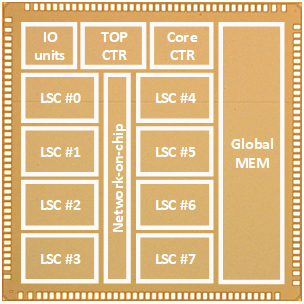 IO
units
TOP
CTR
Core
CTR
LSC #0
LSC #1
LSC #2
LSC #3
Network-on-chip
LSC #4
LSC #5
LSC #6
LSC #7
Global
MEM